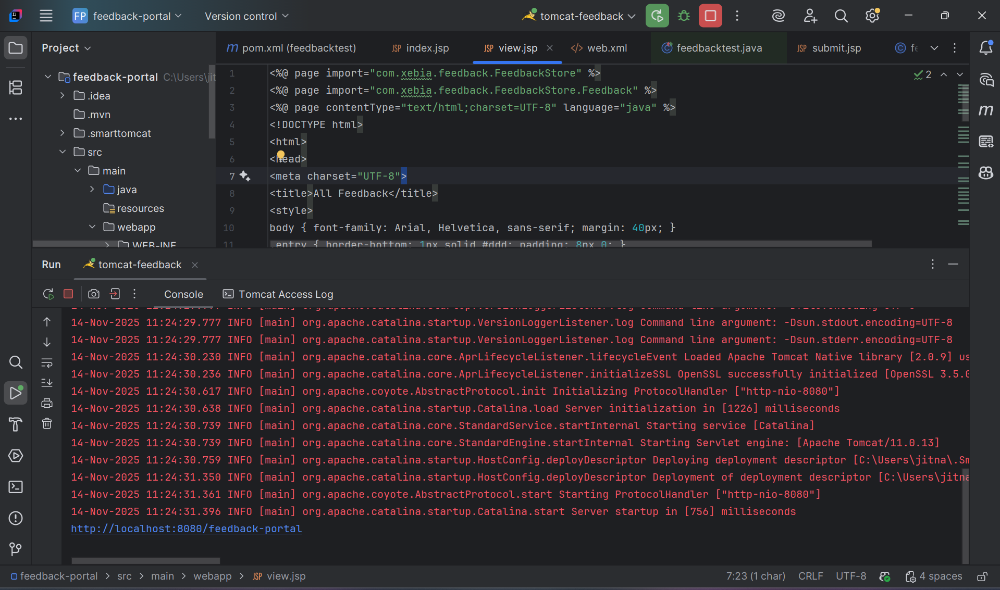 FP feedback-portal Version control tomcat-feedback
Project
pom.xml (feedbacktest) JSP index.jsp JSP view.jsp </> web.xml feedbacktest.java JSP submit.jsp
feedback-portal C:\Users\jit
.idea
.mvn
.smarttomcat
src
main
java
resources
webapp
WEB-INF
1 <%@ page import="com.xebia.feedback.FeedbackStore" %>
2 <%@ page import="com.xebia.feedback.FeedbackStore.Feedback" %>
3 <%@ page contentType="text/html;charset=UTF-8" language="java" %>
4 <!DOCTYPE html>
5 <html>
6 <head>
7 <meta charset="UTF-8">
8 <title>All Feedback</title>
9 <style>
10 body { font-family: Arial, Helvetica, sans-serif; margin: 40px; }
11 .entry { border-bottom: 1px solid #ddd; padding: 8px 0; }
2
Run tomcat-feedback
Console Tomcat Access Log
14-Nov-2025 11:24:29.777 INFO [main] org.apache.catalina.startup.VersionLoggerListener.log Command line argument: -Dsun.stdout.encoding=UTF-8
14-Nov-2025 11:24:29.777 INFO [main] org.apache.catalina.startup.VersionLoggerListener.log Command line argument: -Dsun.stderr.encoding=UTF-8
14-Nov-2025 11:24:30.230 INFO [main] org.apache.catalina.core.AprLifecycleListener.lifecycleEvent Loaded Apache Tomcat Native library [2.0.9] us
14-Nov-2025 11:24:30.236 INFO [main] org.apache.catalina.core.AprLifecycleListener.initializeSSL OpenSSL successfully initialized [OpenSSL 3.5.0
14-Nov-2025 11:24:30.617 INFO [main] org.apache.coyote.AbstractProtocol.init Initializing ProtocolHandler ["http-nio-8080"]
14-Nov-2025 11:24:30.638 INFO [main] org.apache.catalina.startup.Catalina.load Server initialization in [1226] milliseconds
14-Nov-2025 11:24:30.739 INFO [main] org.apache.catalina.core.StandardService.startInternal Starting service [Catalina]
14-Nov-2025 11:24:30.739 INFO [main] org.apache.catalina.core.StandardEngine.startInternal Starting Servlet engine: [Apache Tomcat/11.0.13]
14-Nov-2025 11:24:30.759 INFO [main] org.apache.catalina.startup.HostConfig.deployDescriptor Deploying deployment descriptor [C:\Users\jitna\.Sm
14-Nov-2025 11:24:31.350 INFO [main] org.apache.catalina.startup.HostConfig.deployDescriptor Deployment of deployment descriptor [C:\Users\jitna
14-Nov-2025 11:24:31.361 INFO [main] org.apache.coyote.AbstractProtocol.start Starting ProtocolHandler ["http-nio-8080"]
14-Nov-2025 11:24:31.396 INFO [main] org.apache.catalina.startup.Catalina.start Server startup in [756] milliseconds
http://localhost:8080/feedback-portal
feedback-portal > src > main > webapp > JSP view.jsp 7:23 (1 char) CRLF UTF-8 4 spaces